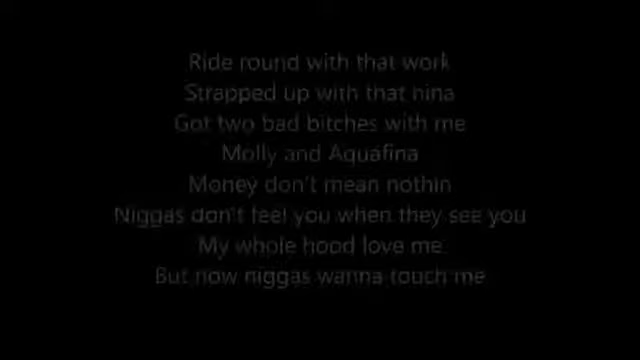 Ride round with that work
Strapped up with that nina
Got two bad bitches with me
Molly and Aquafina
Money don't mean nothin
Niggas don't feel you when they see you
My whole hood love me
But now niggas wanna touch me